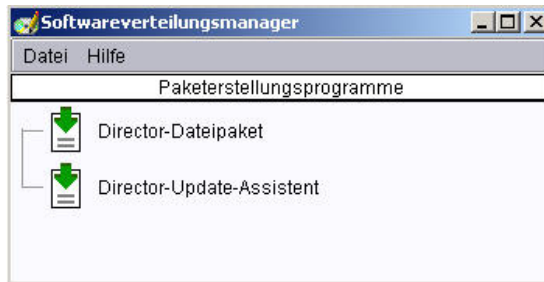 Softwareverteilungsmanager
Datei Hilfe
Paketerstellungsprogramme
Director-Dateipaket
Director-Update-Assistent